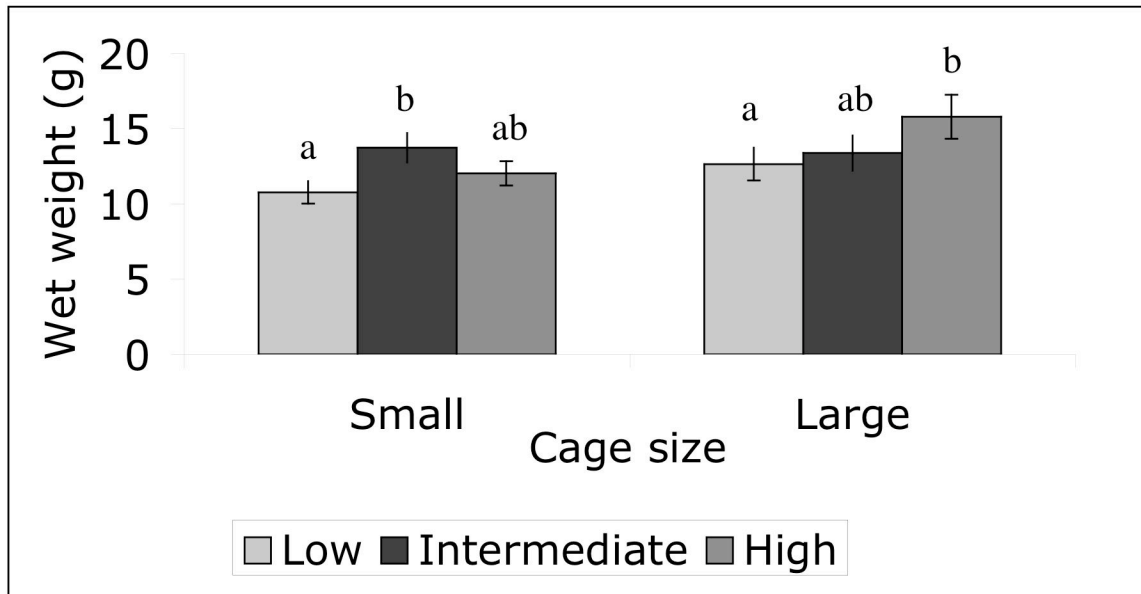 Wet weight (g)
20
15
10
5
0
a
b
ab
a
ab
b
Small
Large
Cage size
Low Intermediate High